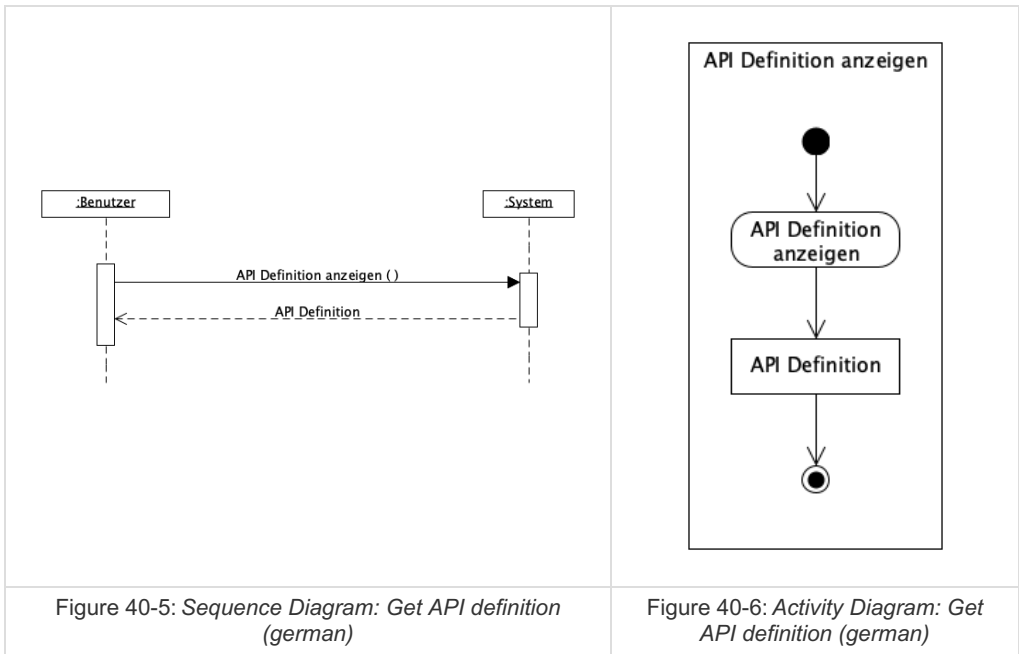 :Benutzer
:System
API Definition anzeigen ( )
API Definition
API Definition anzeigen
API Definition
anzeigen
API Definition
Figure 40-5: Sequence Diagram: Get API definition
(german)
Figure 40-6: Activity Diagram: Get
API definition (german)